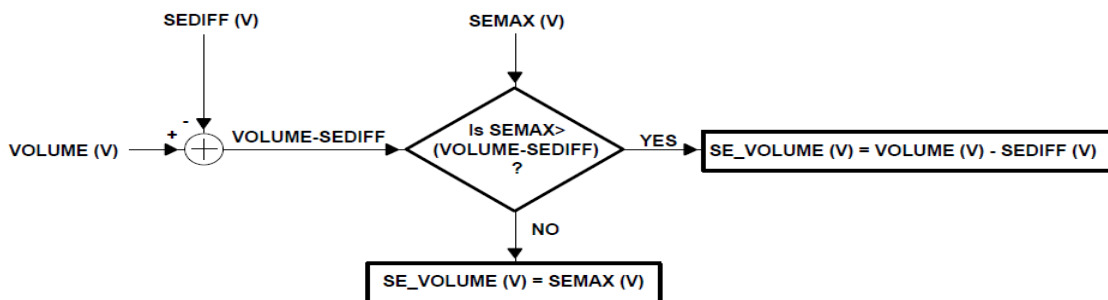 SEDIFF (V)
SEMAX (V)
-
+
VOLUME (V)
VOLUME-SEDIFF
Is SEMAX>
(VOLUME-SEDIFF)
?
YES
SE_VOLUME (V) = VOLUME (V) - SEDIFF (V)
NO
SE_VOLUME (V) = SEMAX (V)